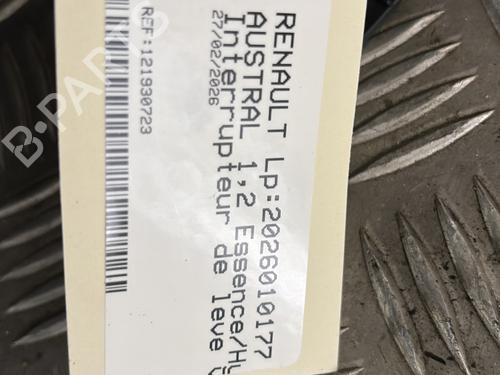 RENAULT Lp:2026010177
AUSTRAL 1,2 Essence/Hy
Interrupteur de leve
27/02/2026
REF:121930723
B-PARTS